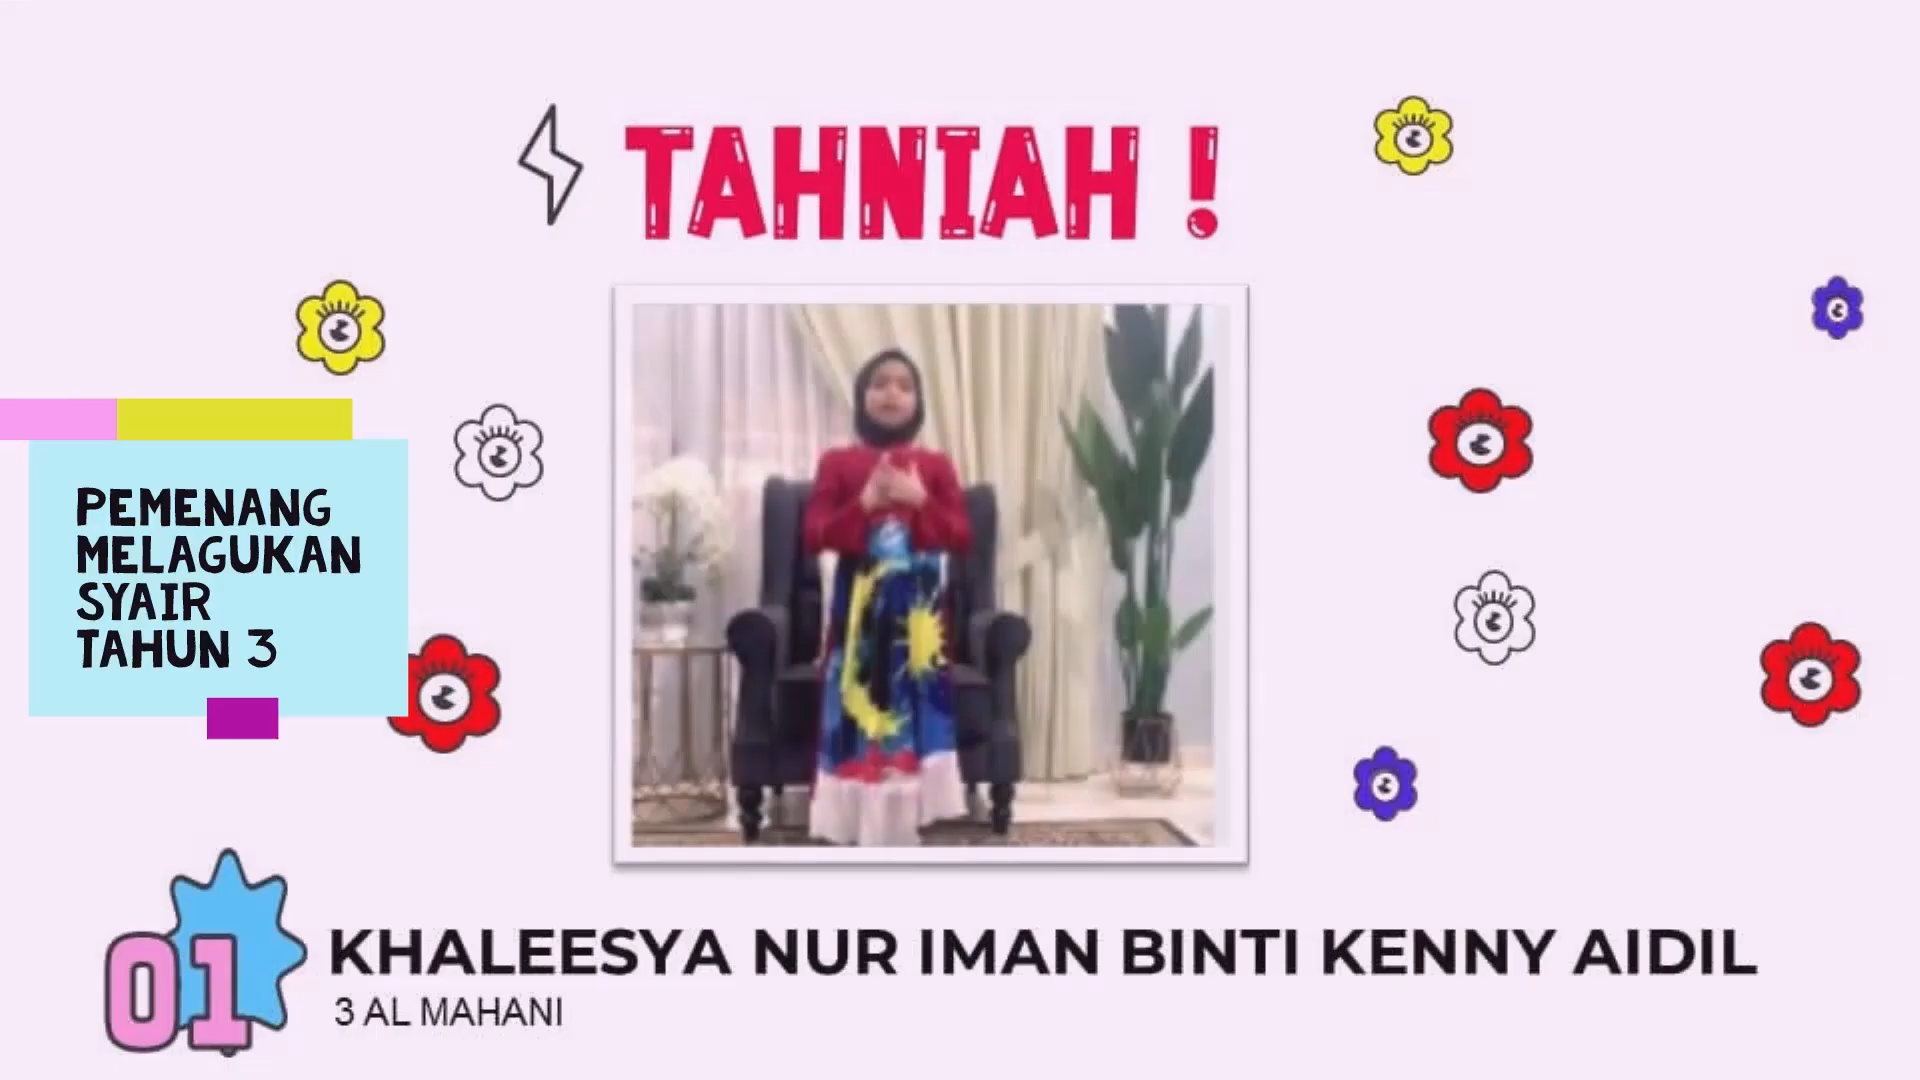 TAHNIAH !
PEMENANG
MELAGUKAN
SYAIR
TAHUN 3
01
KHALEESYA NUR IMAN BINTI KENNY AIDIL
3 AL MAHANI